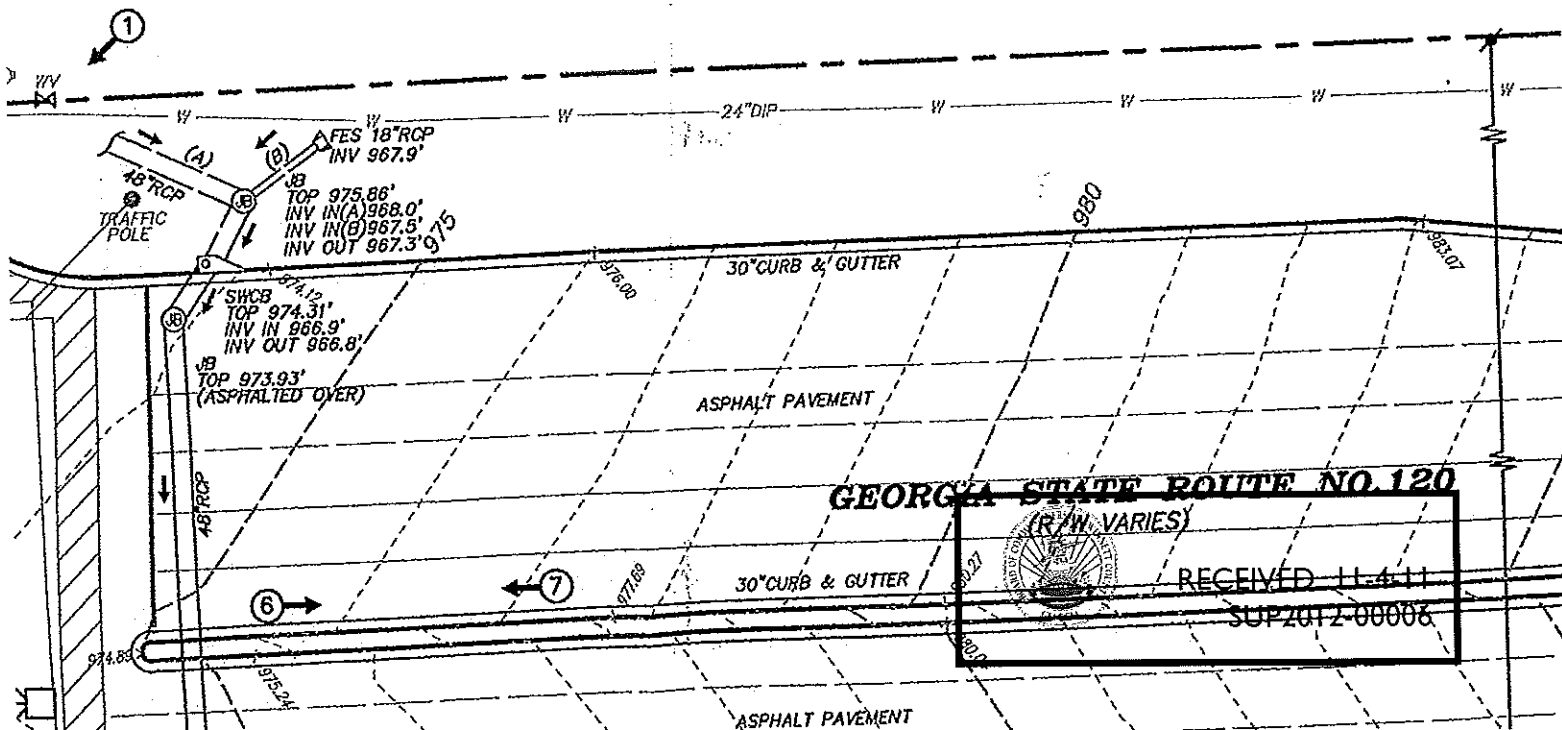 1
WV
W
W
W
24"DIP
W
W
W
W
(A)
(B)
FES 18"RCP
INV 967.9'
48"RCP
JB
JB
TOP 975.86'
INV IN(A)968.0'
INV IN(B)967.5'
INV OUT 967.3'
TRAFFIC
POLE
975
980
983.07
974.12
976.00
30"CURB & GUTTER
SWCB
TOP 974.31'
INV IN 966.9'
INV OUT 966.8'
JB
JB
TOP 973.93'
(ASPHALTED OVER)
ASPHALT PAVEMENT
48"RCP
GEORGIA STATE ROUTE NO.120
(R/W VARIES)
RECEIVED 11-4-11
SUP2012-00006
6
7
977.69
30"CURB & GUTTER
980.27
974.89
975.24
ASPHALT PAVEMENT